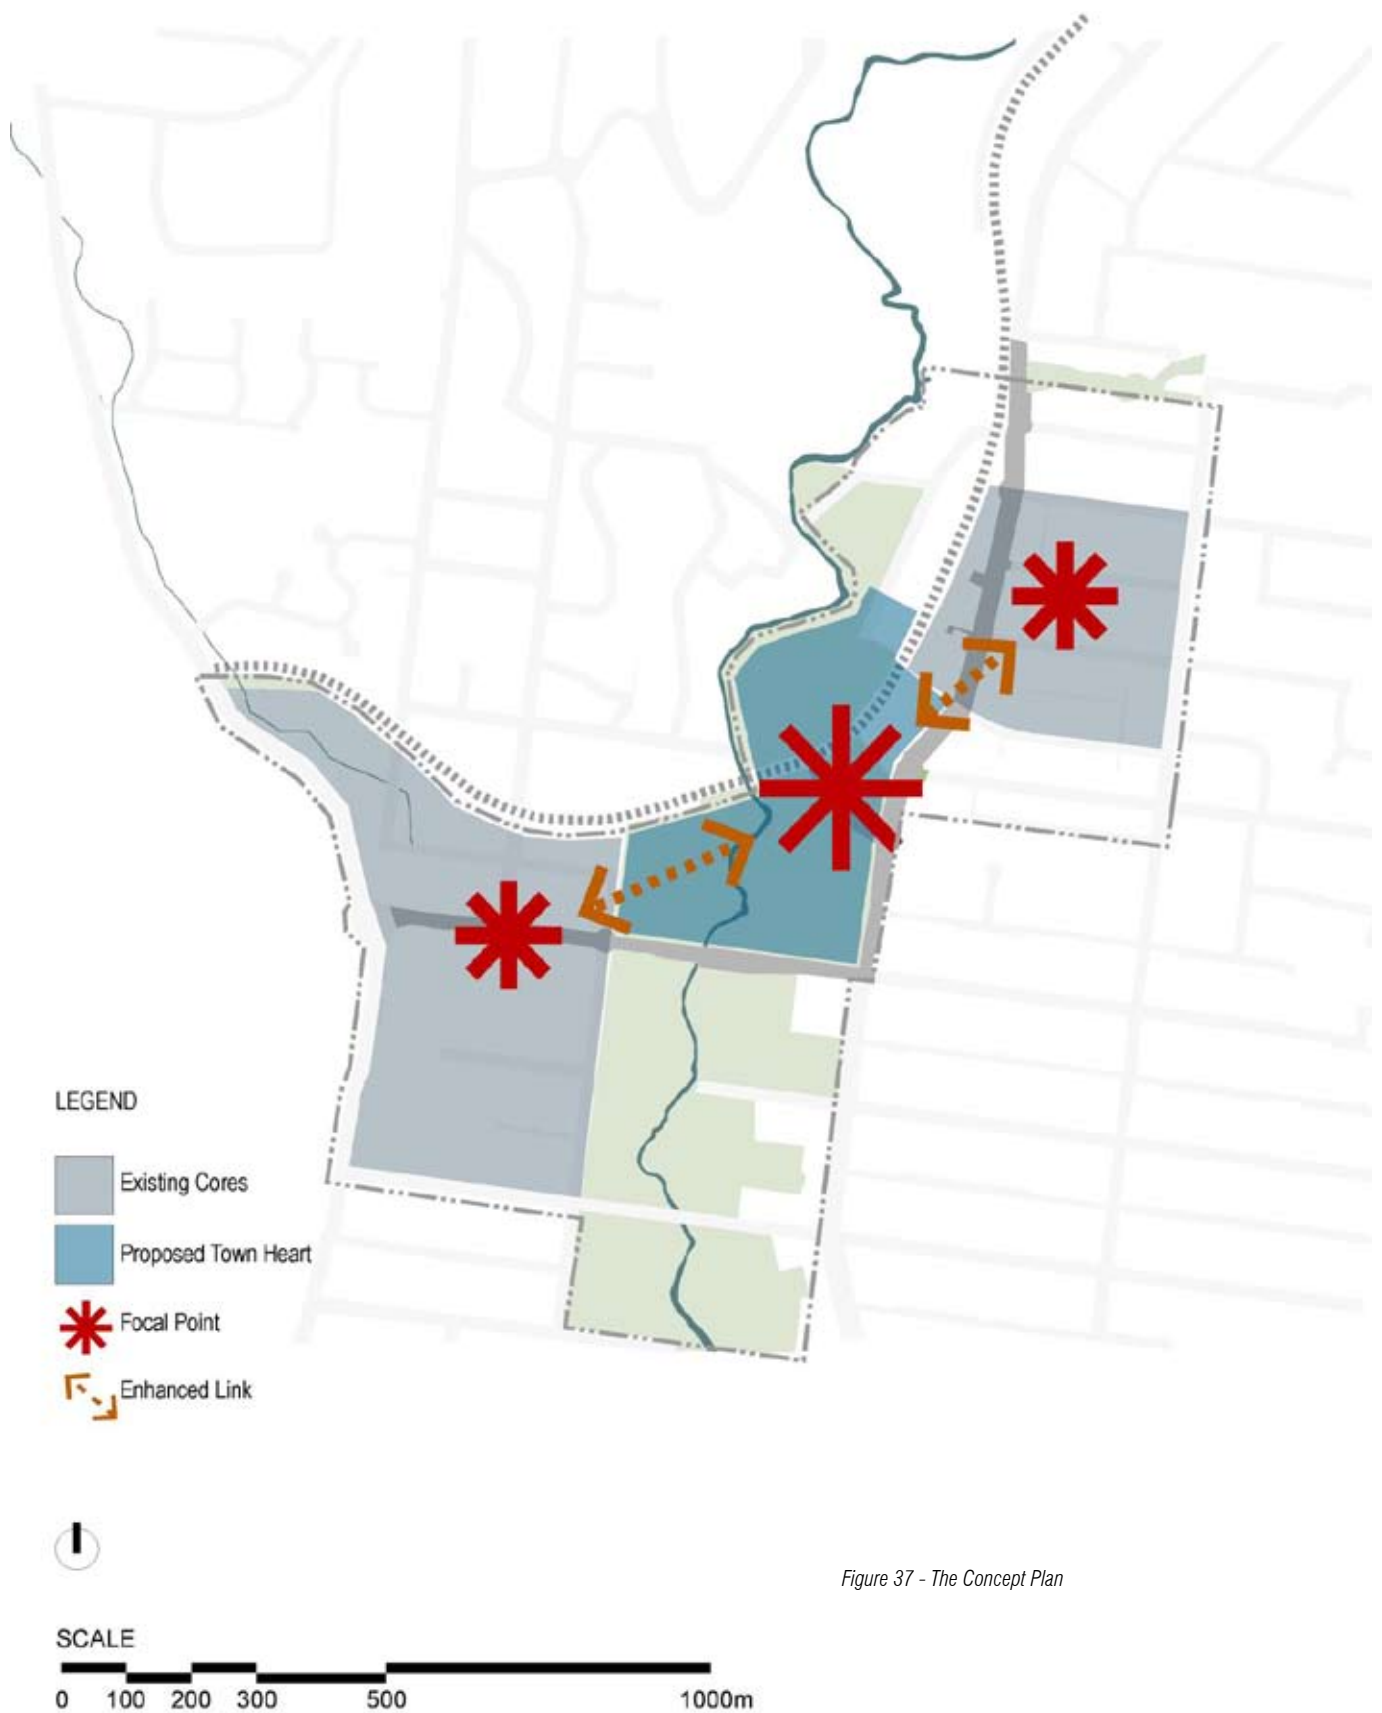 LEGEND
Existing Cores
Proposed Town Heart
Focal Point
Enhanced Link
Figure 37 - The Concept Plan
SCALE
0 100 200 300 500 1000m